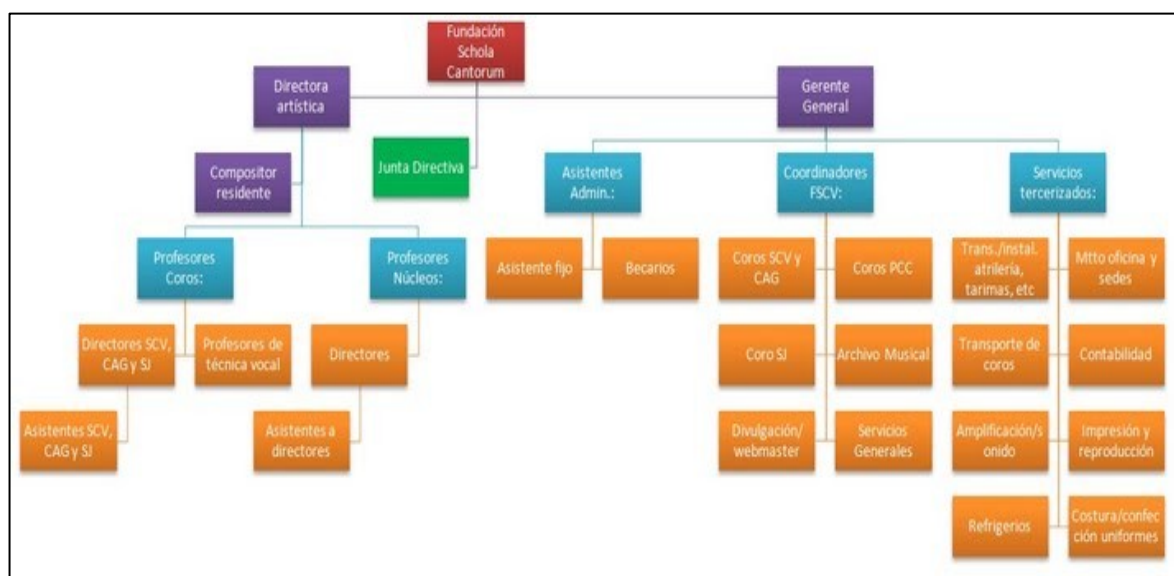 Fundación
Schola
Cantorum
Directora
artística
Gerente
General
Junta Directiva
Compositor
residente
Asistentes
Admin.:
Coordinadores
FSCV:
Servicios
tercerizados:
Profesores
Coros:
Profesores
Núcleos:
Asistente fijo
Becarios
Coros SCV y
CAG
Coros PCC
Trans./instal.
atrilería,
tarimas, etc
Mtto oficina y
sedes
Directores SCV,
CAG y SJ
Profesores de
técnica vocal
Directores
Coro SJ
Archivo Musical
Transporte de
coros
Contabilidad
Asistentes SCV,
CAG y SJ
Asistentes a
directores
Divulgación/
webmaster
Servicios
Generales
Amplificación/s
onido
Impresión y
reproducción
Refrigerios
Costura/confec
ción uniformes